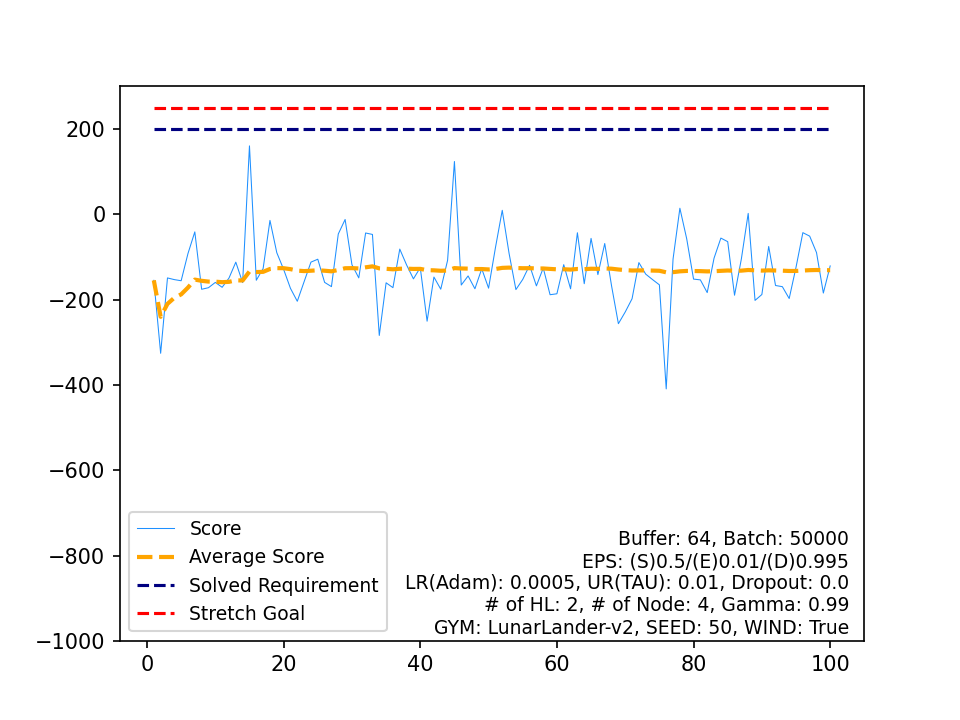 200
0
−200
−400
−600
−800
−1000
Score
Average Score
Solved Requirement
Stretch Goal
Buffer: 64, Batch: 50000
EPS: (S)0.5/(E)0.01/(D)0.995
LR(Adam): 0.0005, UR(TAU): 0.01, Dropout: 0.0
# of HL: 2, # of Node: 4, Gamma: 0.99
GYM: LunarLander-v2, SEED: 50, WIND: True
0 20 40 60 80 100